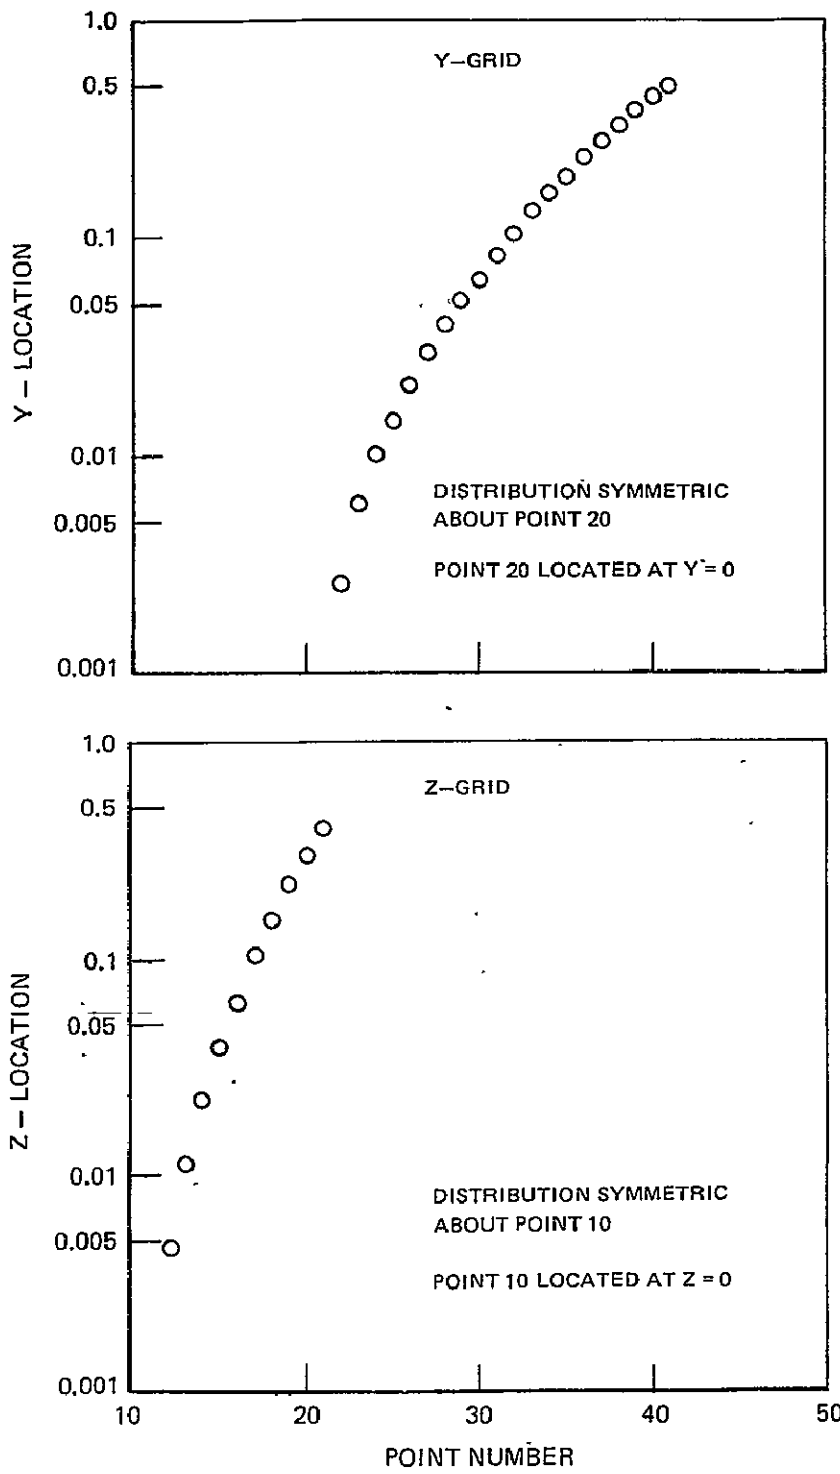 1.0
Y–GRID
0.5
0.1
0.05
0.01
0.005
0.001
Y – LOCATION
DISTRIBUTION SYMMETRIC
ABOUT POINT 20
POINT 20 LOCATED AT Y = 0
1.0
Z–GRID
0.5
0.1
0.05
0.01
0.005
0.001
Z – LOCATION
DISTRIBUTION SYMMETRIC
ABOUT POINT 10
POINT 10 LOCATED AT Z = 0
10 20 30 40 50
POINT NUMBER